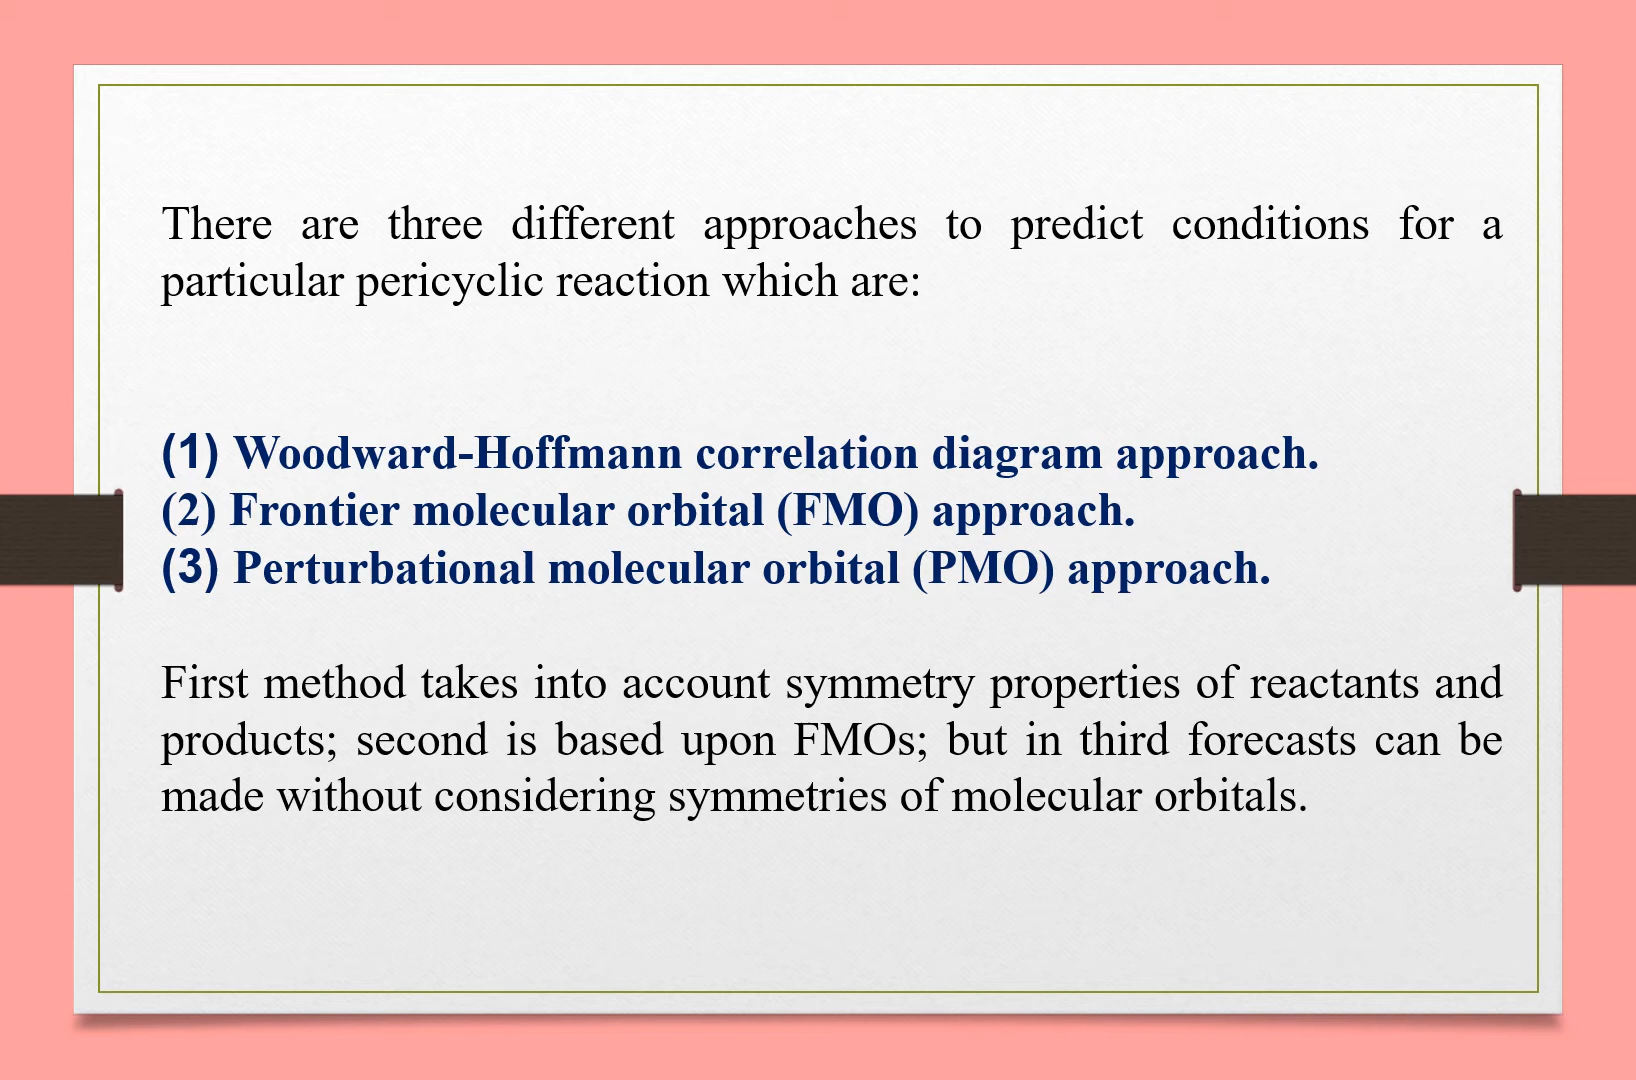 There are three different approaches to predict conditions for a
particular pericyclic reaction which are:
(1) Woodward-Hoffmann correlation diagram approach.
(2) Frontier molecular orbital (FMO) approach.
(3) Perturbational molecular orbital (PMO) approach.
First method takes into account symmetry properties of reactants and
products; second is based upon FMOs; but in third forecasts can be
made without considering symmetries of molecular orbitals.